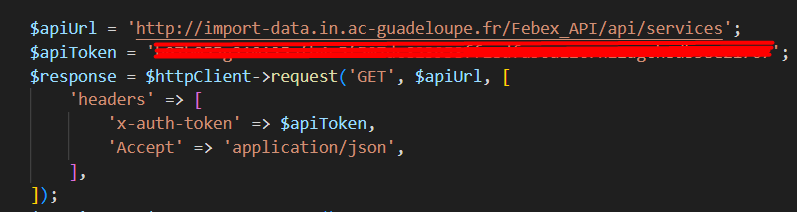 $apiUrl = 'http://import-data.in.ac-guadeloupe.fr/Febex_API/api/services';
$apiToken = ' ';
$response = $httpClient->request('GET', $apiUrl, [
'headers' => [
'x-auth-token' => $apiToken,
'Accept' => 'application/json',
],
]);